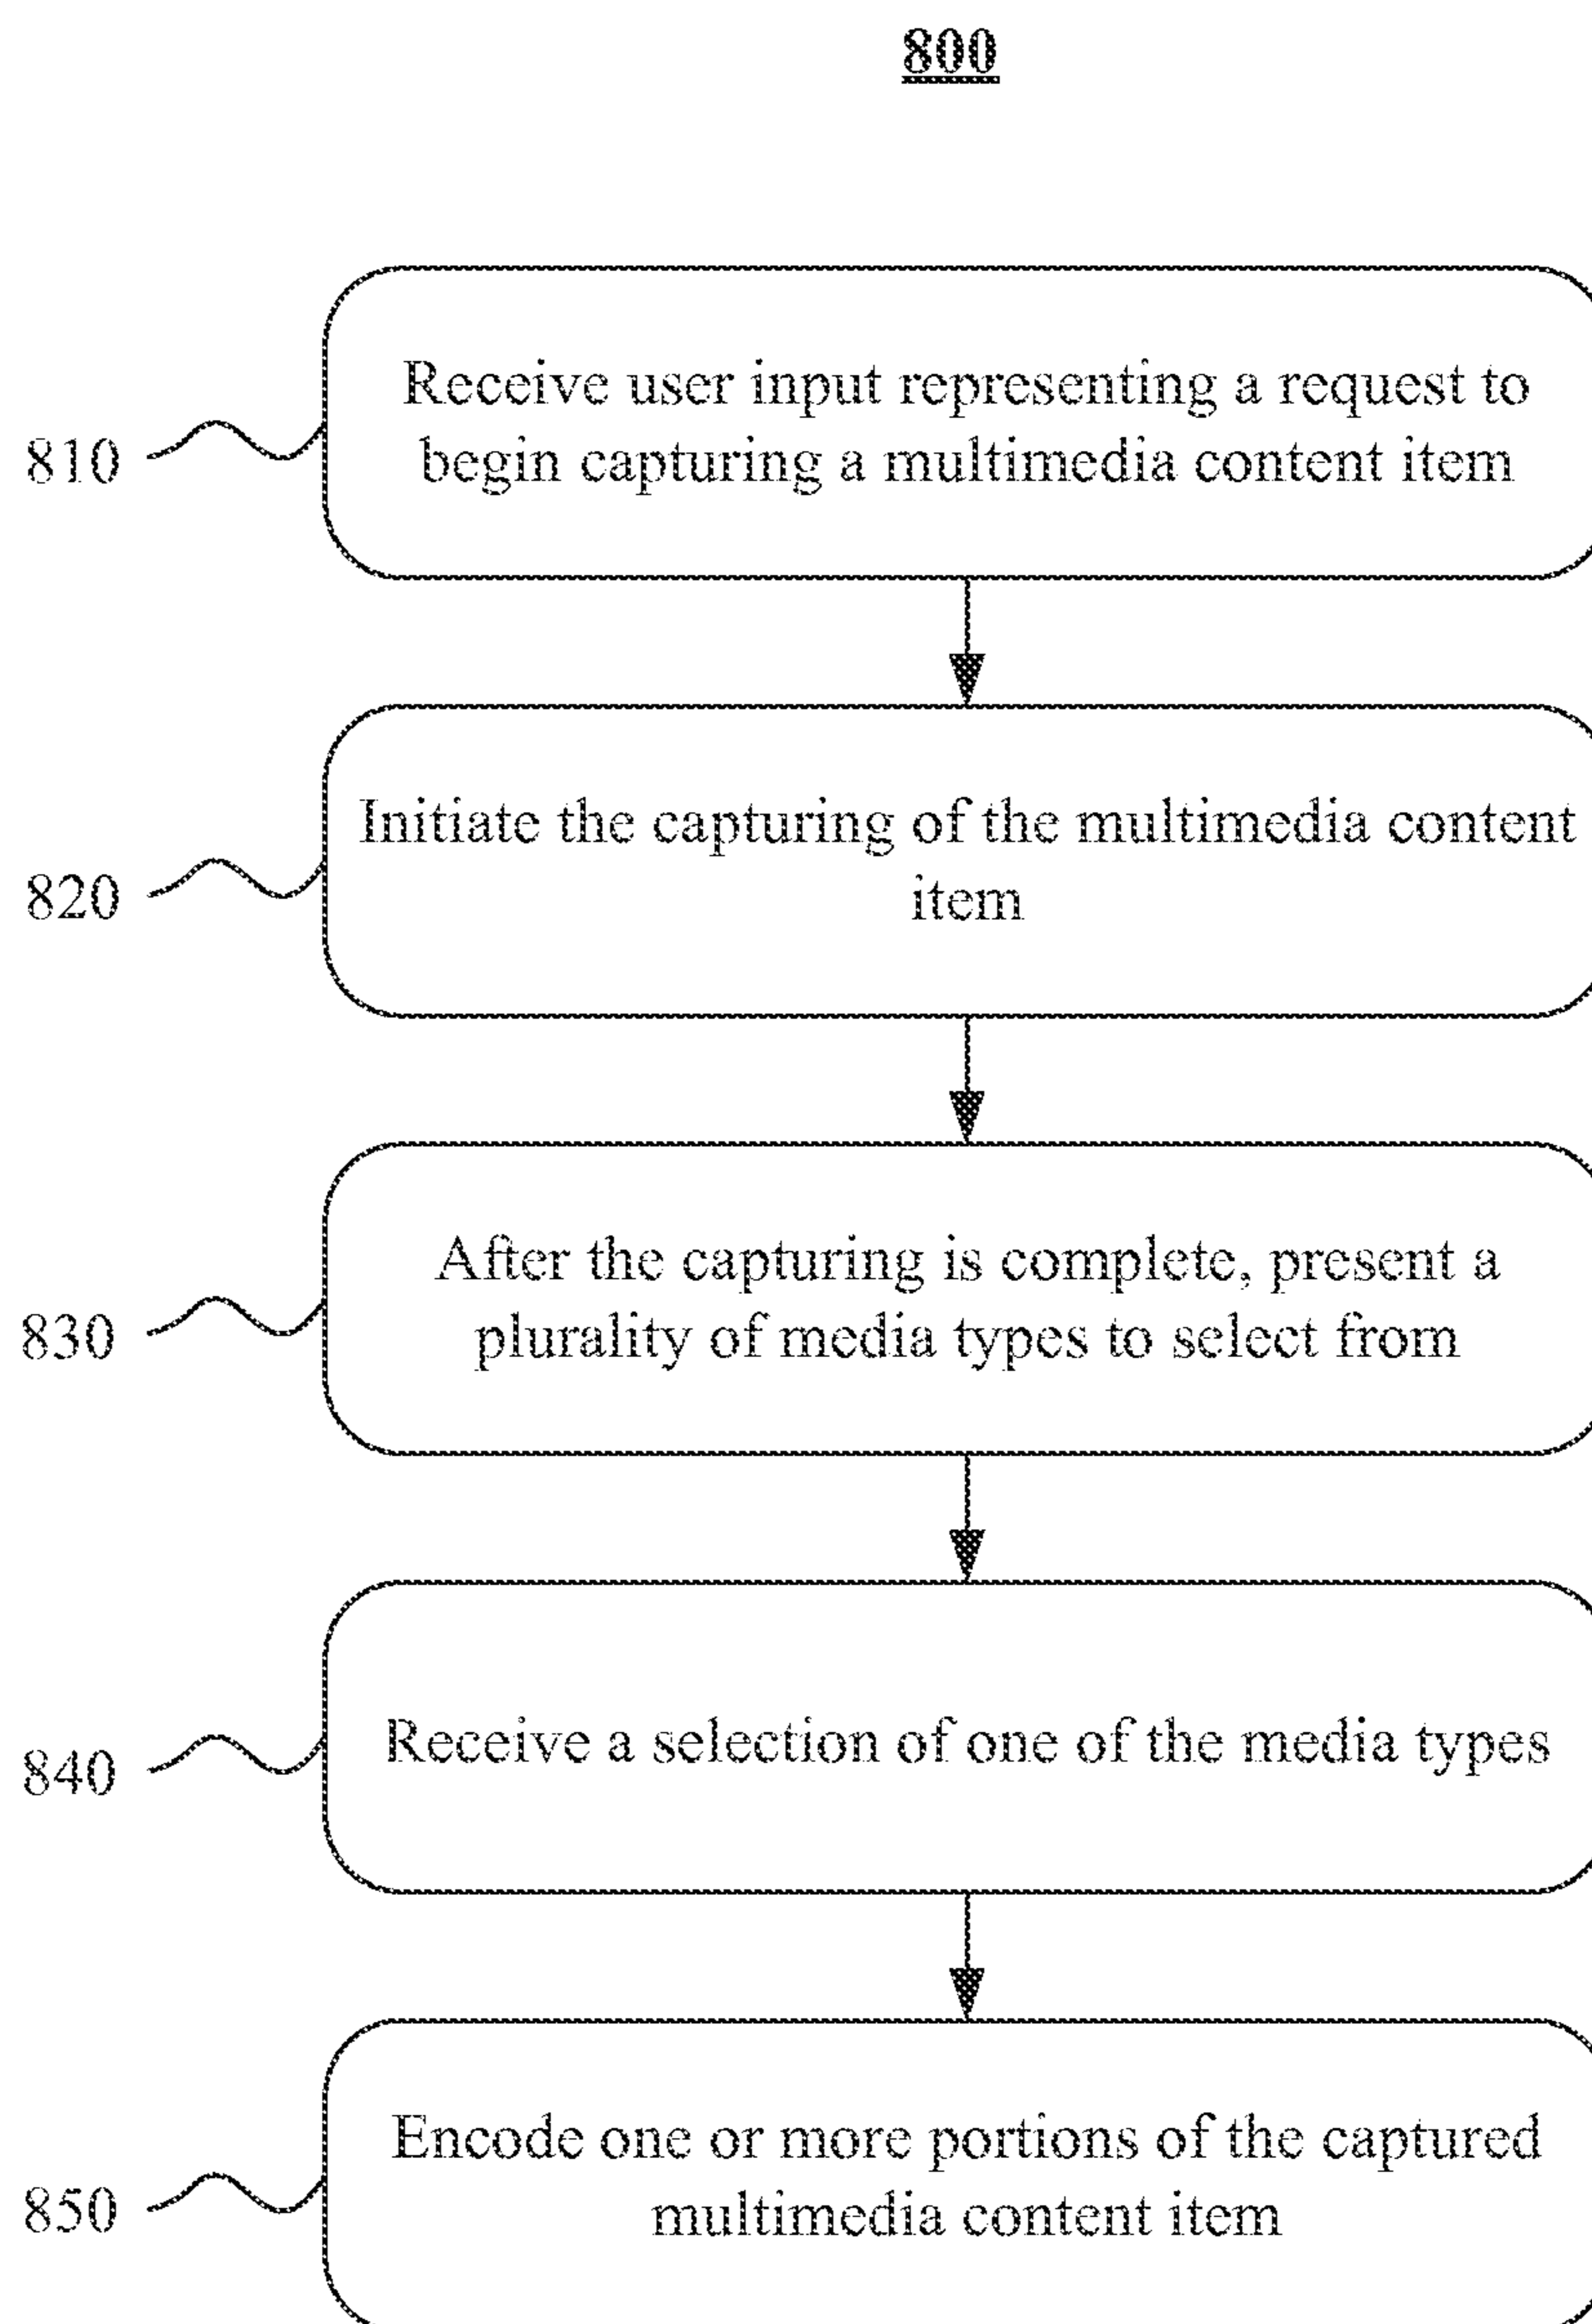 800
Receive user input representing a request to
begin capturing a multimedia content item
810
Initiate the capturing of the multimedia content
item
820
After the capturing is complete, present a
plurality of media types to select from
830
Receive a selection of one of the media types
840
Encode one or more portions of the captured
multimedia content item
850